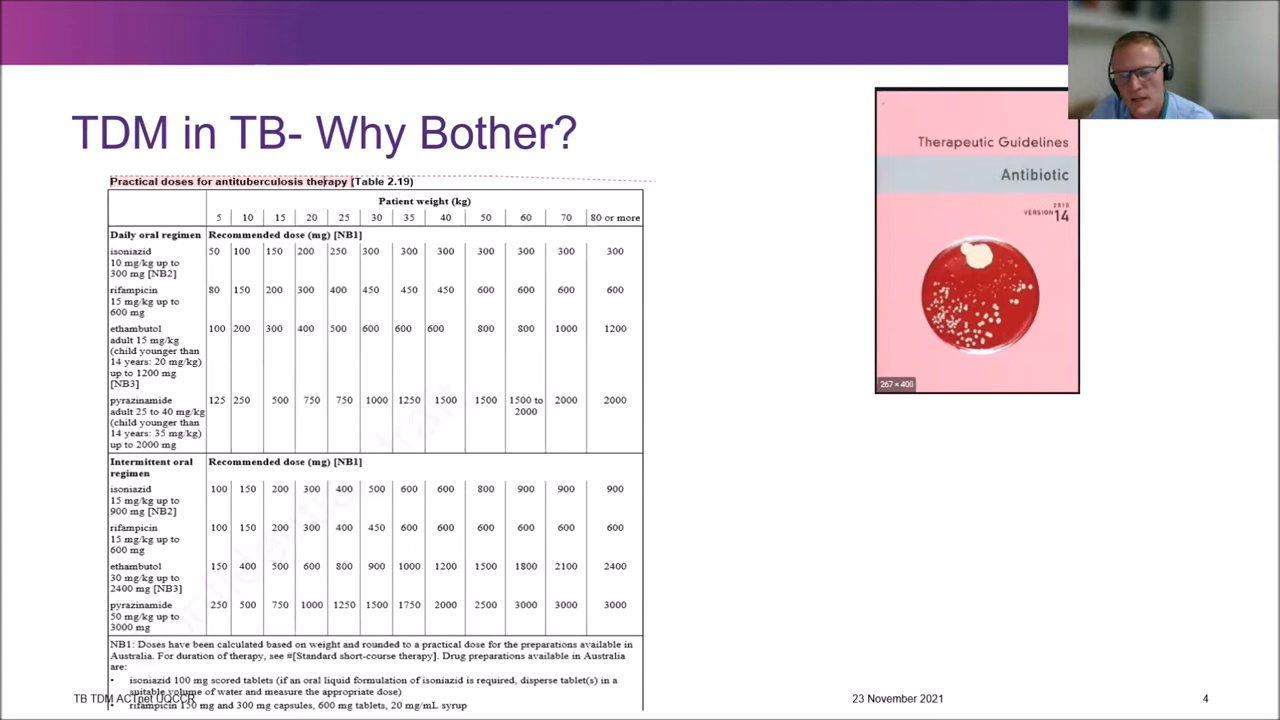 TDM in TB- Why Bother?
Practical doses for antituberculosis therapy [Table 2.19)
Patient weight (kg)
5 10 15 20 25 30 35 40 50 60 70 80 or more
Daily oral regimen Recommended dose (mg) [NB1]
isoniazid 50 100 150 200 250 300 300 300 300 300 300 300
10 mg/kg up to
300 mg [NB2]
rifampicin 80 150 200 300 400 450 450 450 600 600 600 600
15 mg/kg up to
600 mg
ethambutol 100 200 300 400 500 600 600 600 800 800 1000 1200
adult 15 mg/kg
(child younger than
14 years: 20 mg/kg)
up to 1200 mg
[NB3]
pyrazinamide 125 250 500 750 750 1000 1250 1500 1500 1500 to 2000 2000
adult 25 to 40 mg/kg 2000
(child younger than
14 years: 35 mg/kg)
up to 2000 mg
Intermittent oral Recommended dose (mg) [NB1]
regimen
isoniazid 100 150 200 300 400 500 600 600 800 900 900 900
15 mg/kg up to
900 mg [NB2]
rifampicin 100 150 200 300 400 450 600 600 600 600 600 600
15 mg/kg up to
600 mg
ethambutol 150 400 500 600 800 900 1000 1200 1500 1800 2100 2400
30 mg/kg up to
2400 mg [NB3]
pyrazinamide 250 500 750 1000 1250 1500 1750 2000 2500 3000 3000 3000
50 mg/kg up to
3000 mg
NB1: Doses have been calculated based on weight and rounded to a practical dose for the preparations available in
Australia. For duration of therapy, see #[Standard short-course therapy]. Drug preparations available in Australia
are:
• isoniazid 100 mg scored tablets (if an oral liquid formulation of isoniazid is required, disperse tablet(s) in a
suitable volume of water and measure the appropriate dose)
• rifampicin 150 mg and 300 mg capsules, 600 mg tablets, 20 mg/mL syrup
Therapeutic Guidelines
Antibiotic
2010
VERSION 14
267 × 400
TB TDM ACTnet UQCCR
23 November 2021
4